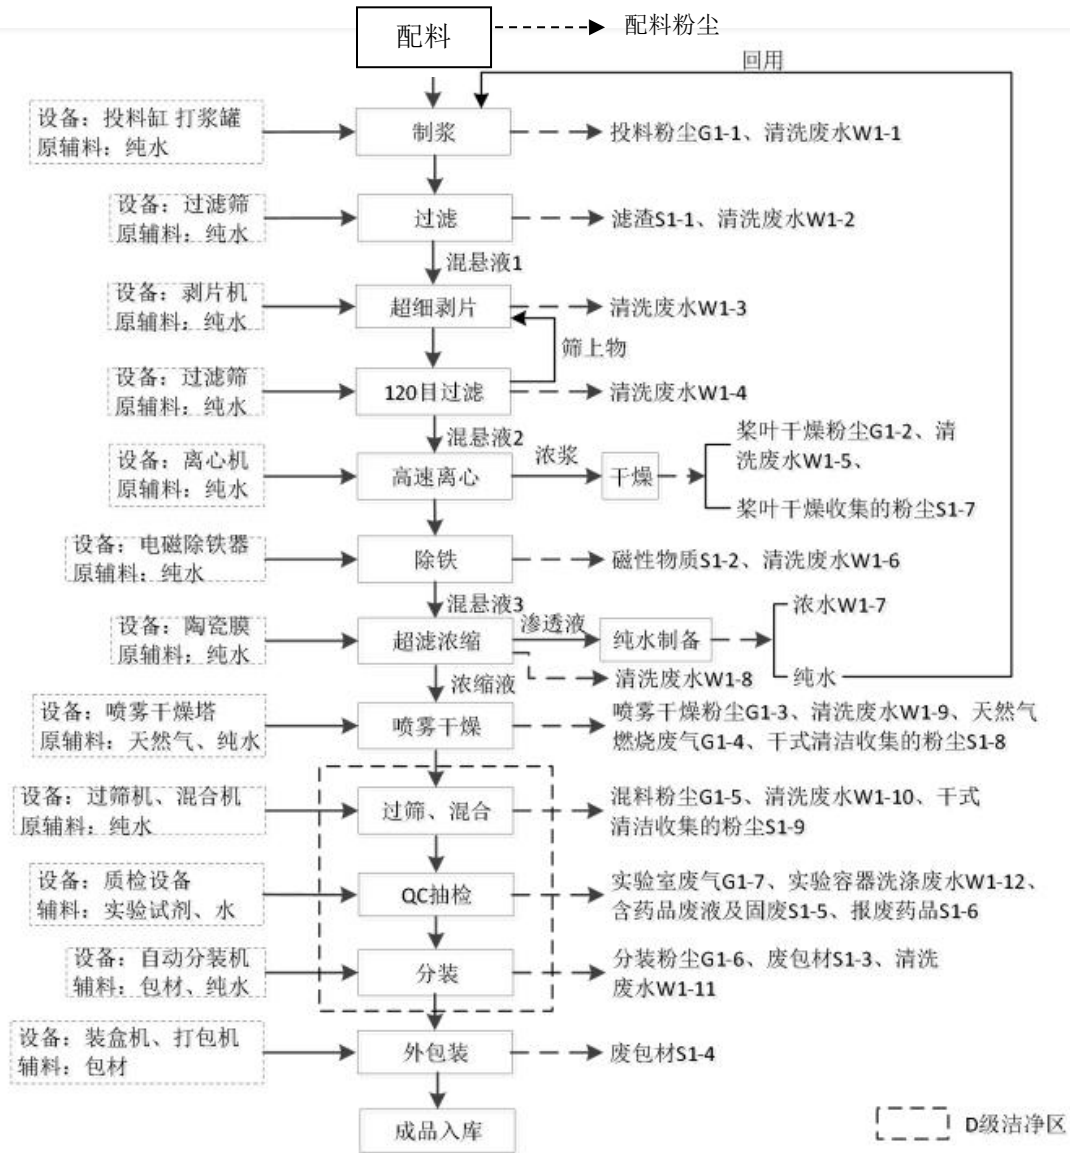 配料
配料粉尘
回用
设备：投料缸 打浆罐
原辅料：纯水
制浆
投料粉尘G1-1、清洗废水W1-1
设备：过滤筛
原辅料：纯水
过滤
滤渣S1-1、清洗废水W1-2
混悬液1
设备：剥片机
原辅料：纯水
超细剥片
清洗废水W1-3
筛上物
设备：过滤筛
原辅料：纯水
120目过滤
清洗废水W1-4
混悬液2
设备：离心机
原辅料：纯水
高速离心
浓浆
干燥
桨叶干燥粉尘G1-2、清
洗废水W1-5、
桨叶干燥收集的粉尘S1-7
设备：电磁除铁器
原辅料：纯水
除铁
磁性物质S1-2、清洗废水W1-6
混悬液3
设备：陶瓷膜
原辅料：纯水
超滤浓缩
渗透液
纯水制备
浓水W1-7
纯水
清洗废水W1-8
浓缩液
设备：喷雾干燥塔
原辅料：天然气、纯水
喷雾干燥
喷雾干燥粉尘G1-3、清洗废水W1-9、天然气
燃烧废气G1-4、干式清洁收集的粉尘S1-8
设备：过筛机、混合机
原辅料：纯水
过筛、混合
混料粉尘G1-5、清洗废水W1-10、干式
清洁收集的粉尘S1-9
设备：质检设备
辅料：实验试剂、水
QC抽检
实验室废气G1-7、实验容器洗涤废水W1-12、
含药品废液及固废S1-5、报废药品S1-6
设备：自动分装机
辅料：包材、纯水
分装
分装粉尘G1-6、废包材S1-3、清洗
废水W1-11
设备：装盒机、打包机
辅料：包材
外包装
废包材S1-4
成品入库
D级洁净区